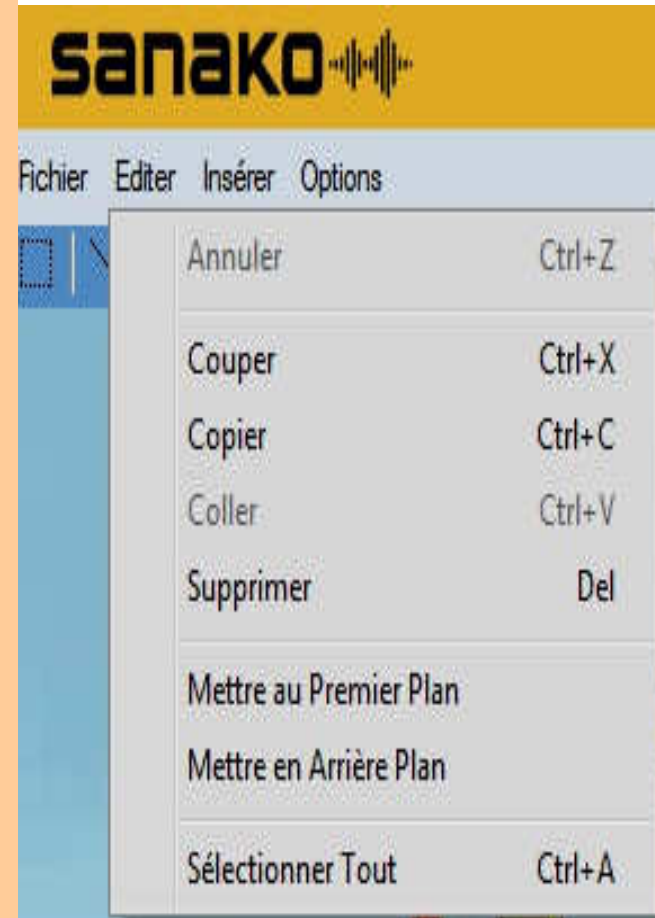 sanako
Fichier Editer Insérer Options
Annuler Ctrl+Z
Couper Ctrl+X
Copier Ctrl+C
Coller Ctrl+V
Supprimer Del
Mettre au Premier Plan
Mettre en Arrière Plan
Sélectionner Tout Ctrl+A